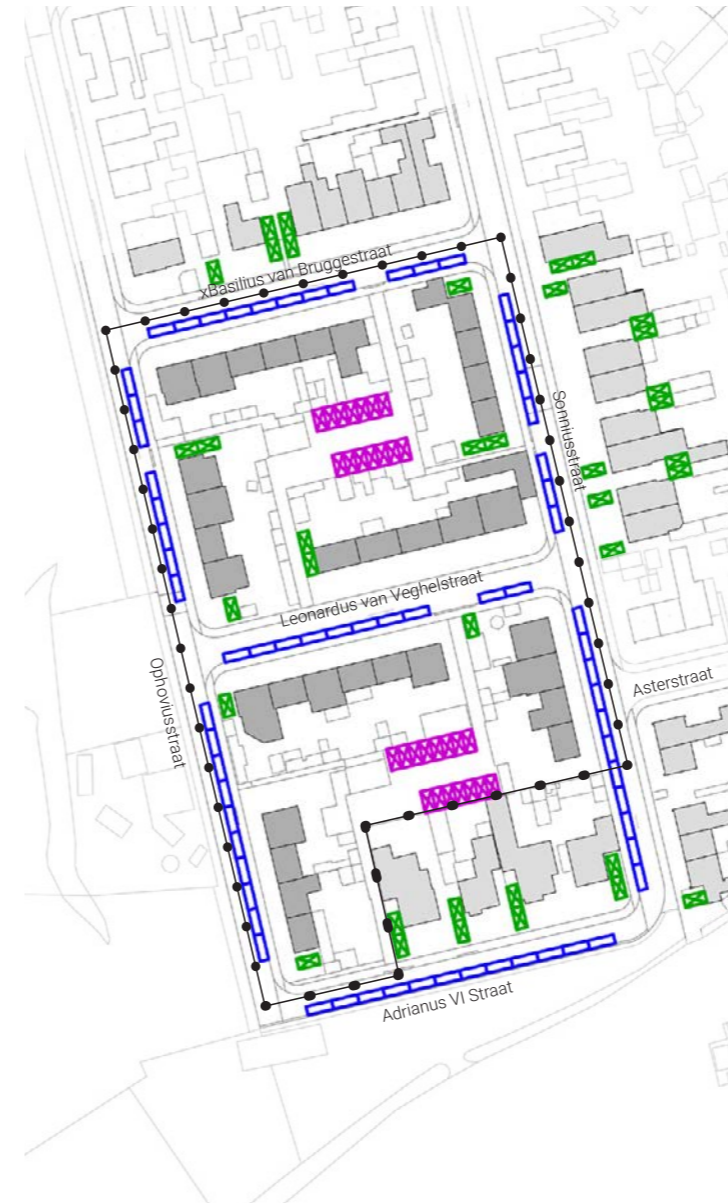 xBasilius van Bruggestraat
Sonniusstraat
Leonardus van Veghelstraat
Ophoviusstraat
Asterstraat
Adrianus VI Straat